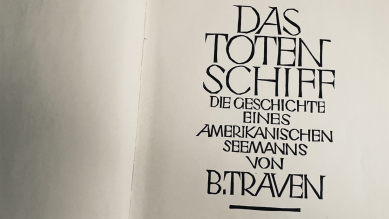 DAS
TOTEN
SCHIFF
DIE GESCHICHTE
EINES
AMERIKANISCHEN
SEEMANNS
VON
B. TRAVEN